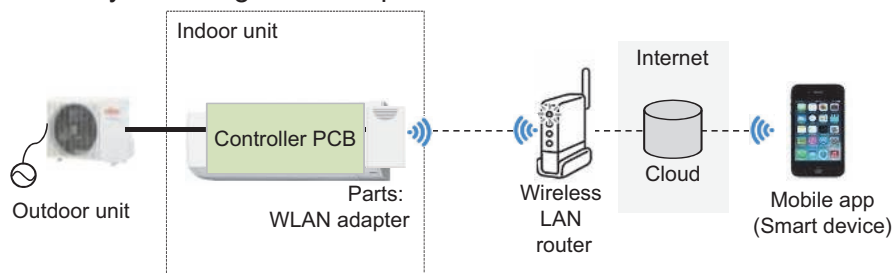 Indoor unit
Internet
Controller PCB
Cloud
Parts:
WLAN adapter
Outdoor unit
Wireless
LAN
router
Mobile app
(Smart device)